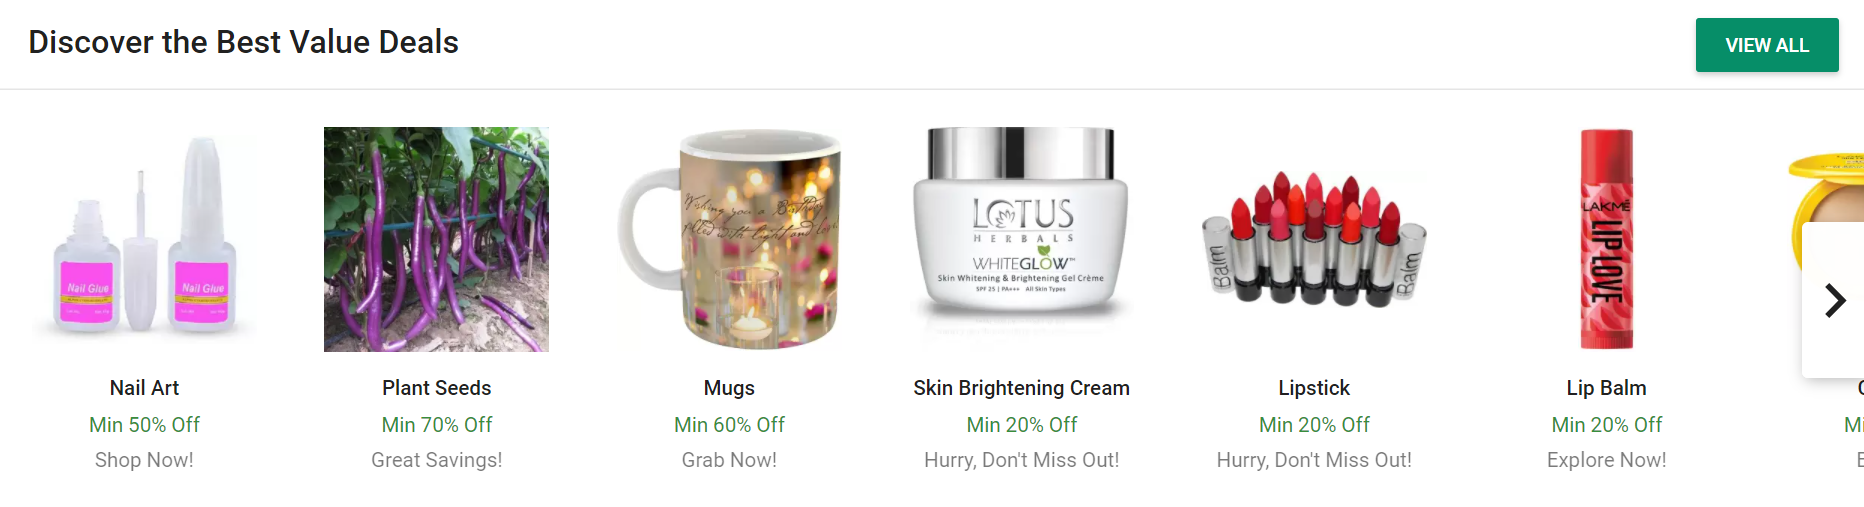 Discover the Best Value Deals
VIEW ALL
Nail Glue
Nail Glue
Wishing you a Birthday
filled with light and love
LOTUS
HERBALS
WHITEGLOW™
Skin Whitening & Brightening Gel Crème
SPF 25 | PA+++ All Skin Types
Balm
Balm
LAKMÉ
LIP LOVE
Nail Art
Min 50% Off
Shop Now!
Plant Seeds
Min 70% Off
Great Savings!
Mugs
Min 60% Off
Grab Now!
Skin Brightening Cream
Min 20% Off
Hurry, Don't Miss Out!
Lipstick
Min 20% Off
Hurry, Don't Miss Out!
Lip Balm
Min 20% Off
Explore Now!